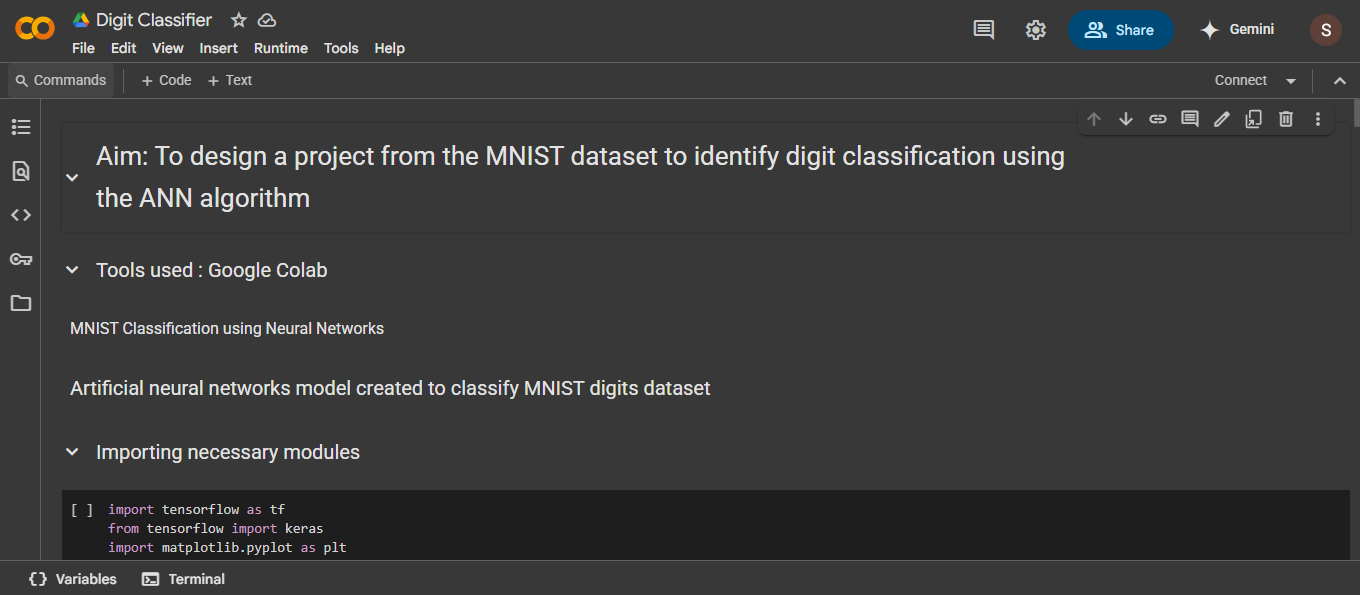 Digit Classifier
File Edit View Insert Runtime Tools Help
Share
Gemini
S
Commands + Code + Text
Connect
Aim: To design a project from the MNIST dataset to identify digit classification using
the ANN algorithm
Tools used : Google Colab
MNIST Classification using Neural Networks
Artificial neural networks model created to classify MNIST digits dataset
Importing necessary modules
[ ] import tensorflow as tf
from tensorflow import keras
import matplotlib.pyplot as plt
Variables Terminal